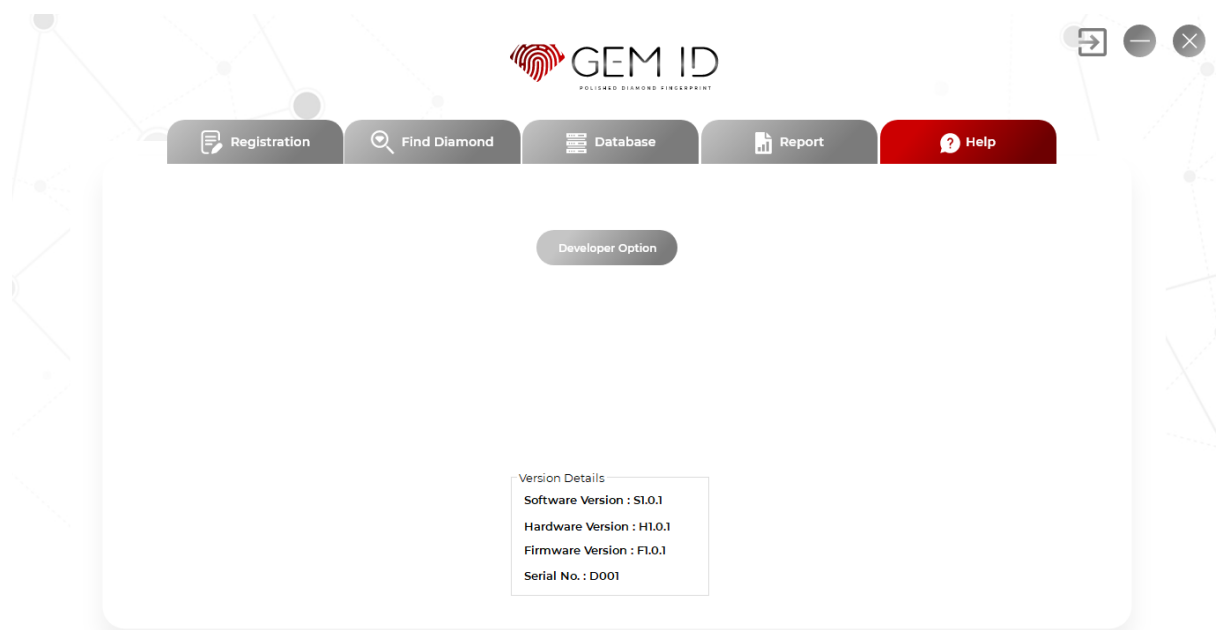 GEM ID
POLISHED DIAMOND FINGERPRINT
Registration
Find Diamond
Database
Report
? Help
Developer Option
Version Details
Software Version : S1.0.1
Hardware Version : H1.0.1
Firmware Version : F1.0.1
Serial No. : D001